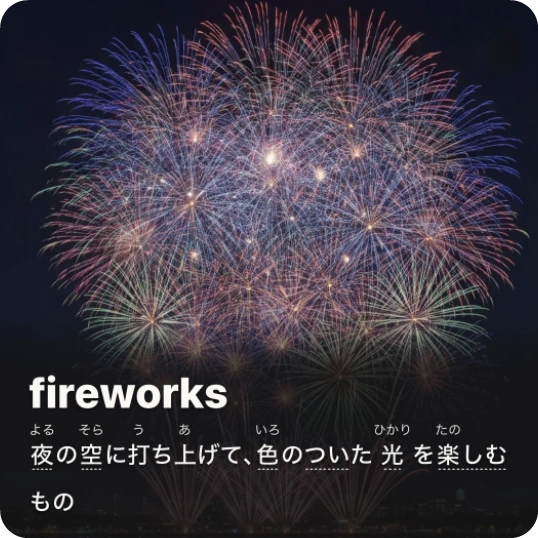 fireworks
よる そら う あ いろ ひかり たの
夜の空に打ち上げて、色のついた光を楽しむ
もの